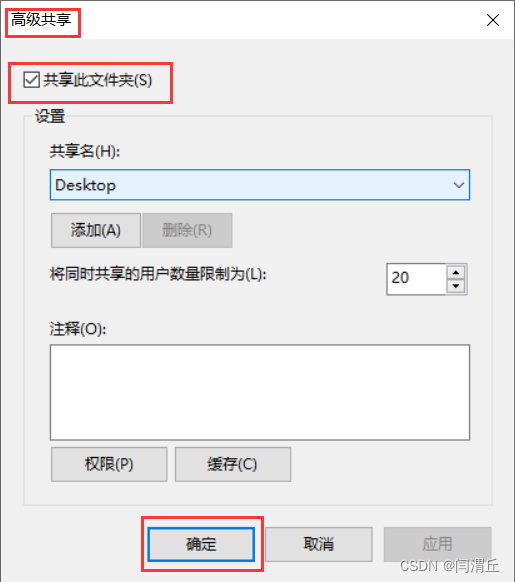 高级共享
共享此文件夹(S)
设置
共享名(H):
Desktop
添加(A) 删除(R)
将同时共享的用户数量限制为(L): 20
注释(O):
权限(P) 缓存(C)
确定 取消 应用
CSDN @闫渭丘